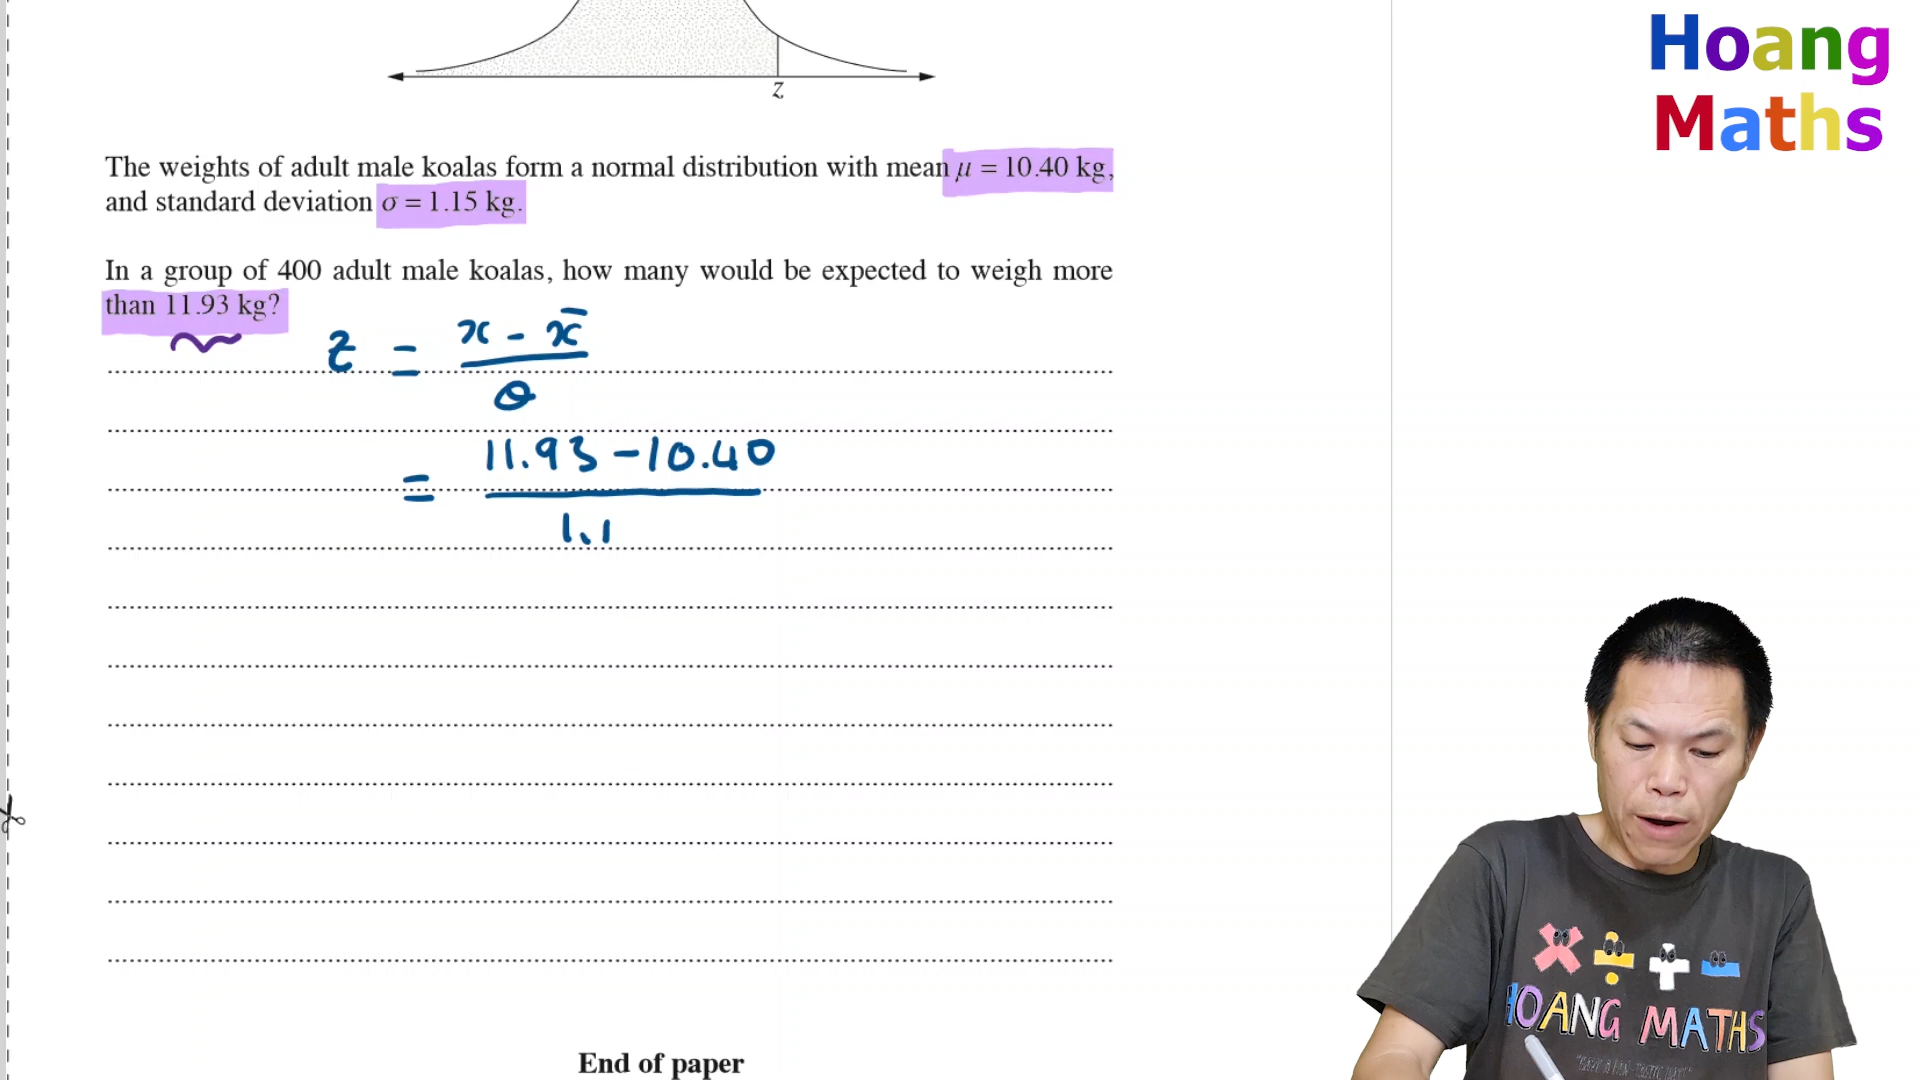 Hoang
Maths
z
The weights of adult male koalas form a normal distribution with mean μ = 10.40 kg,
and standard deviation σ = 1.15 kg.
In a group of 400 adult male koalas, how many would be expected to weigh more
than 11.93 kg?
z = x - x̄
σ
= 11.93 - 10.40
1.1
HOANG MATHS
End of paper